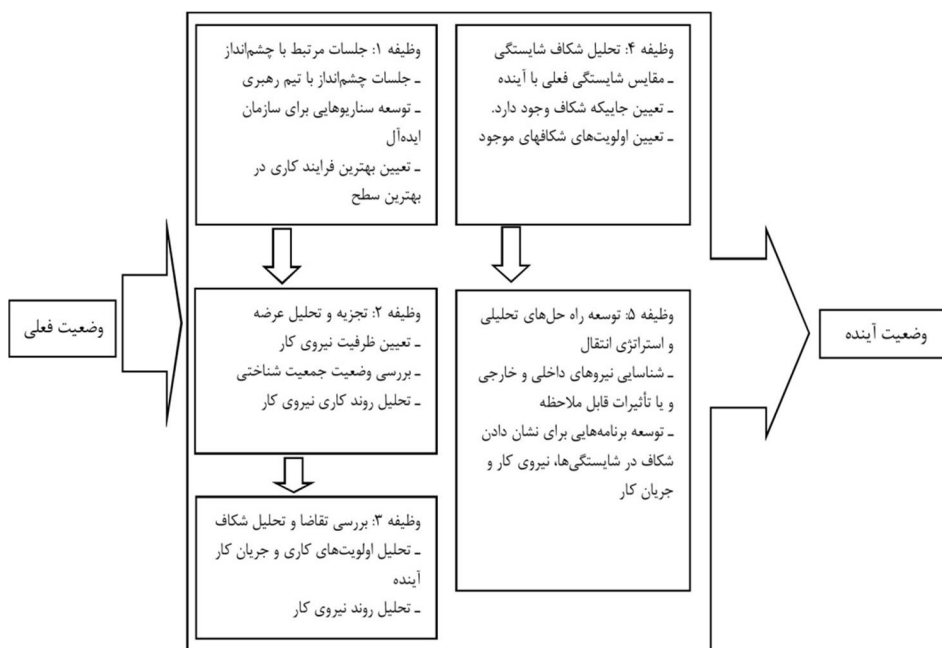 وظیفه ۱: جلسات مرتبط با چشم‌انداز
ـ جلسات چشم‌انداز با تیم رهبری
ـ توسعه سناریوهایی برای سازمان
ایده‌آل
ـ تعیین بهترین فرایند کاری در
بهترین سطح
وظیفه ۲: تجزیه و تحلیل عرضه
ـ تعیین ظرفیت نیروی کار
ـ بررسی وضعیت جمعیت شناختی
ـ تحلیل روند کاری نیروی کار
وظیفه ۳: بررسی تقاضا و تحلیل شکاف
ـ تحلیل اولویت‌های کاری و جریان کار
آینده
ـ تحلیل روند نیروی کار
وظیفه ۴: تحلیل شکاف شایستگی
ـ مقایس شایستگی فعلی با آینده
ـ تعیین جاییکه شکاف وجود دارد.
ـ تعیین اولویت‌های شکافهای موجود
وظیفه ۵: توسعه راه حل‌های تحلیلی
و استراتژی انتقال
ـ شناسایی نیروهای داخلی و خارجی
و یا تأثیرات قابل ملاحظه
ـ توسعه برنامه‌هایی برای نشان دادن
شکاف در شایستگی‌ها، نیروی کار و
جریان کار
وضعیت فعلی
وضعیت آینده